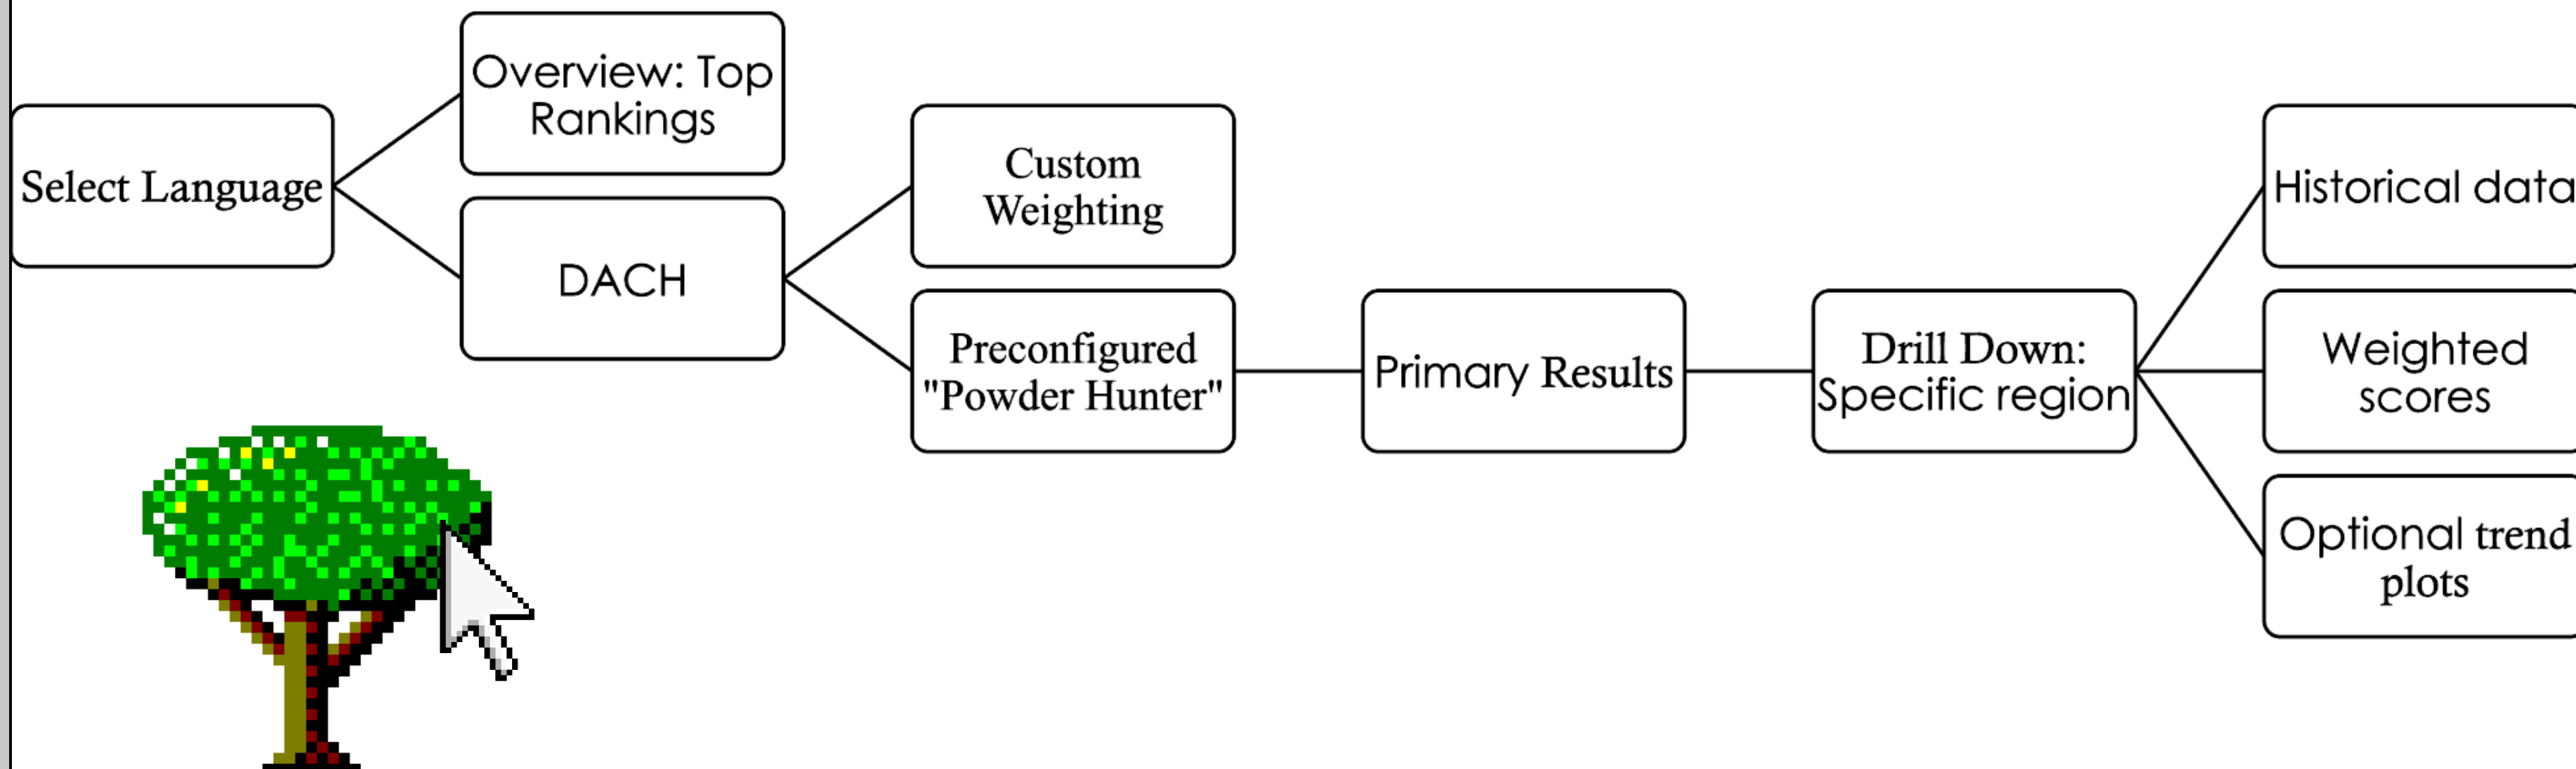 Select Language
Overview: Top
Rankings
DACH
Custom
Weighting
Preconfigured
"Powder Hunter"
Primary Results
Drill Down:
Specific region
Historical data
Weighted
scores
Optional trend
plots